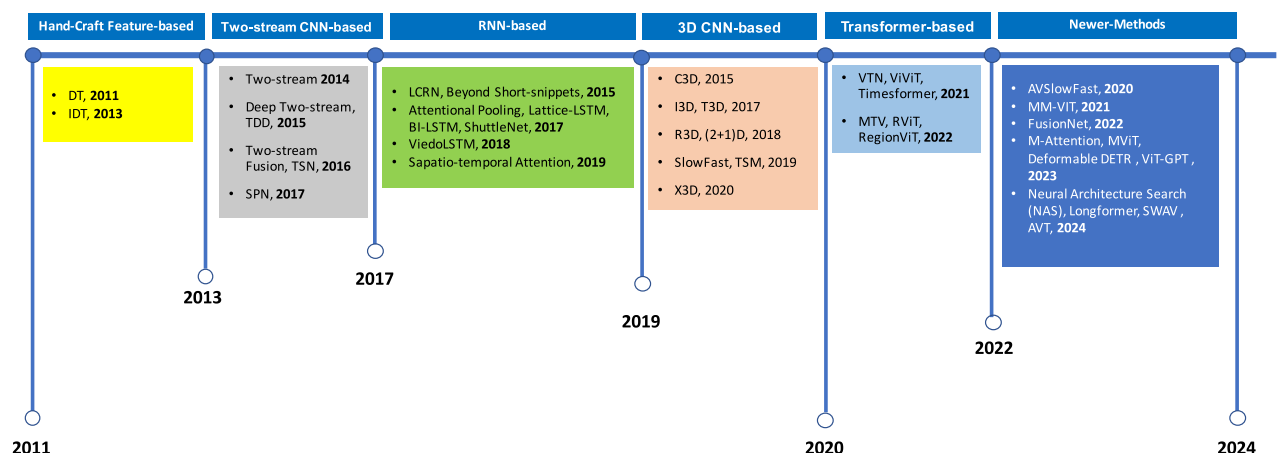 Hand-Craft Feature-based
Two-stream CNN-based
RNN-based
3D CNN-based
Transformer-based
Newer-Methods
• DT, 2011
• IDT, 2013
• Two-stream 2014
• Deep Two-stream,
TDD, 2015
• Two-stream
Fusion, TSN, 2016
• SPN, 2017
• LCRN, Beyond Short-snippets, 2015
• Attentional Pooling, Lattice-LSTM,
BI-LSTM, ShuttleNet, 2017
• ViedoLSTM, 2018
• Sapatio-temporal Attention, 2019
• C3D, 2015
• I3D, T3D, 2017
• R3D, (2+1)D, 2018
• SlowFast, TSM, 2019
• X3D, 2020
• VTN, ViViT,
Timesformer, 2021
• MTV, RViT,
RegionViT, 2022
• AVSlowFast, 2020
• MM-VIT, 2021
• FusionNet, 2022
• M-Attention, MViT,
Deformable DETR , ViT-GPT ,
2023
• Neural Architecture Search
(NAS), Longformer, SWAV ,
AVT, 2024
2011
2013
2017
2019
2020
2022
2024